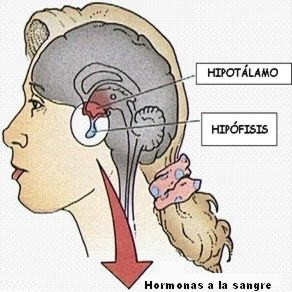 HIPOTÁLAMO
HIPÓFISIS
Hormonas a la sangre